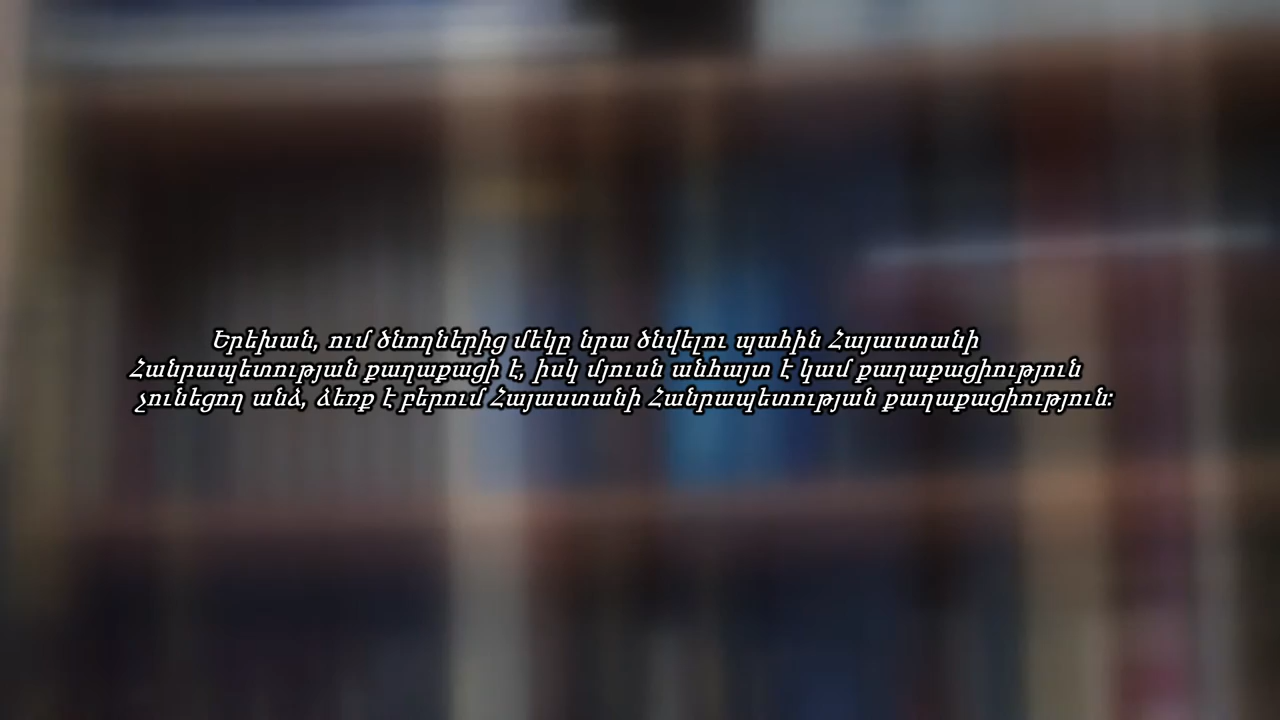 Երեխան, ում ծնողներից մեկը նրա ծնվելու պահին Հայաստանի
Հանրապետության քաղաքացի է, իսկ մյուսն անհայտ է կամ քաղաքացիություն
չունեցող անձ, ձեռք է բերում Հայաստանի Հանրապետության քաղաքացիություն: